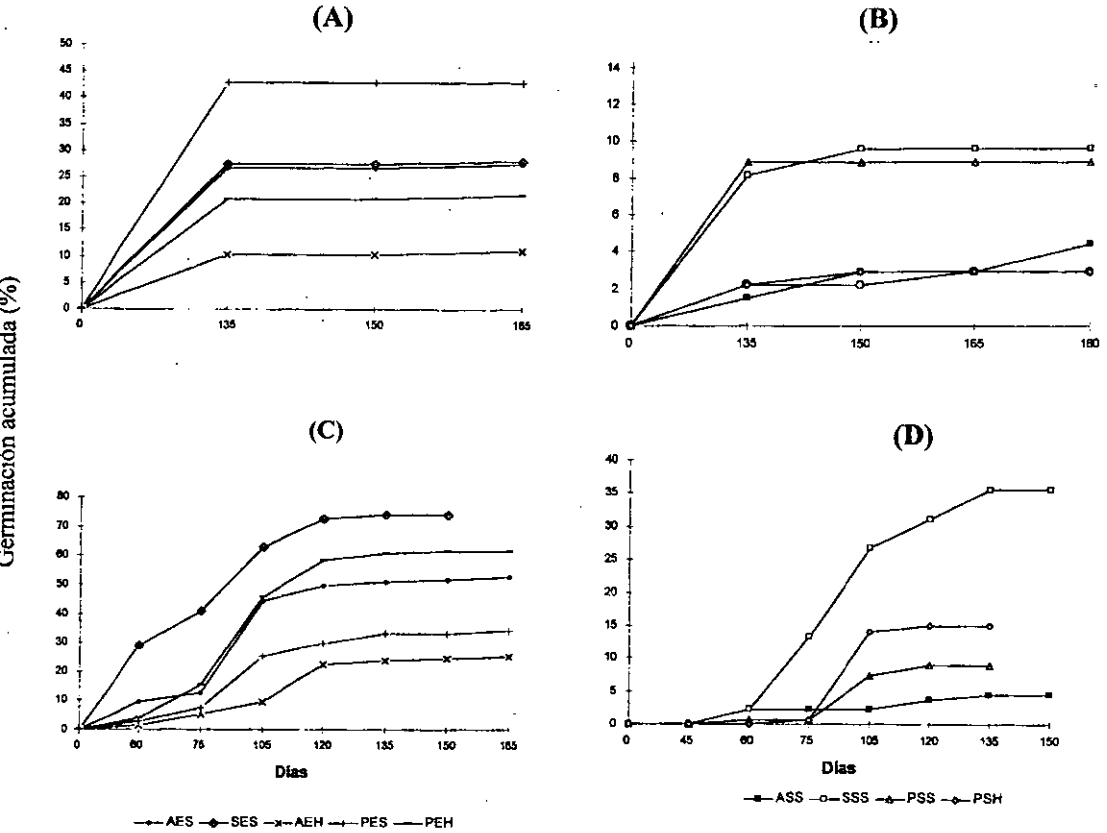 (A)
(B)
Germinación acumulada (%)
50
45
40
35
30
25
20
15
10
5
0
0 135 150 165
14
12
10
8
6
4
2
0
0 135 150 165 180
(C)
(D)
80
70
60
50
40
30
20
10
0
0 60 75 105 120 135 150 165
Días
40
35
30
25
20
15
10
5
0
0 45 60 75 105 120 135 150
Días
AES SES AEH PES PEH
ASS SSS PSS PSH